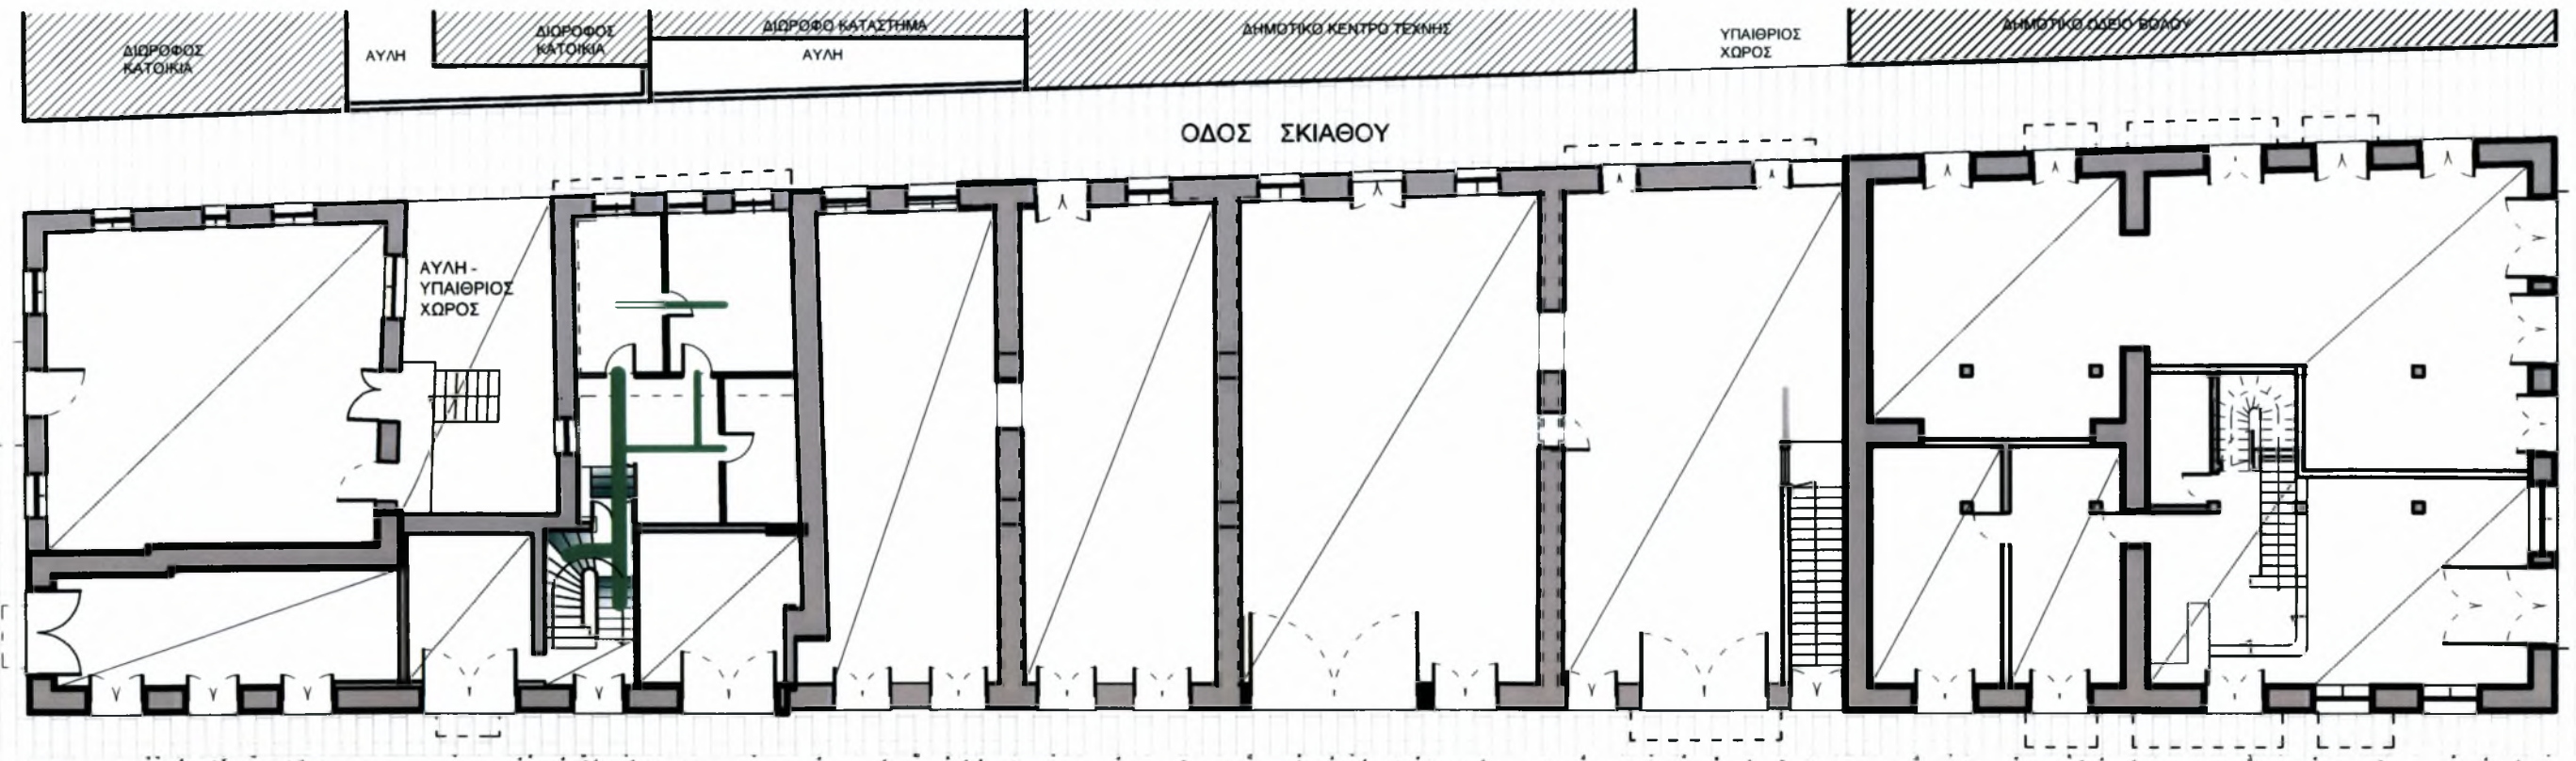 ΔΙΩΡΟΦΟΣ
ΚΑΤΟΙΚΙΑ
ΑΥΛΗ
ΔΙΩΡΟΦΟΣ
ΚΑΤΟΙΚΙΑ
ΔΙΩΡΟΦΟ ΚΑΤΑΣΤΗΜΑ
ΑΥΛΗ
ΔΗΜΟΤΙΚΟ ΚΕΝΤΡΟ ΤΕΧΝΗΣ
ΥΠΑΙΘΡΙΟΣ
ΧΩΡΟΣ
ΔΗΜΟΤΙΚΟ ΩΔΕΙΟ ΒΟΛΟΥ
ΟΔΟΣ ΣΚΙΑΘΟΥ
ΑΥΛΗ -
ΥΠΑΙΘΡΙΟΣ
ΧΩΡΟΣ